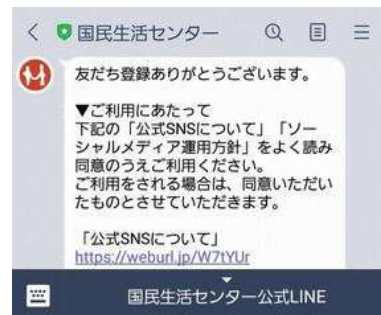 国民生活センター
友だち登録ありがとうございます。
▼ご利用にあたって
下記の「公式SNSについて」「ソー
シャルメディア運用方針」をよく読み
同意のうえご利用ください。
ご利用をされる場合は、同意いただい
たものとさせていただきます。
「公式SNSについて」
https://weburl.jp/W7tYUr
国民生活センター公式LINE